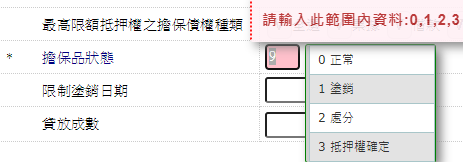 最高限額抵押權之擔保債權種類
請輸入此範圍內資料:0,1,2,3
* 擔保品狀態 9
0 正常
限制塗銷日期
1 塗銷
2 處分
貸放成數
3 抵押權確定